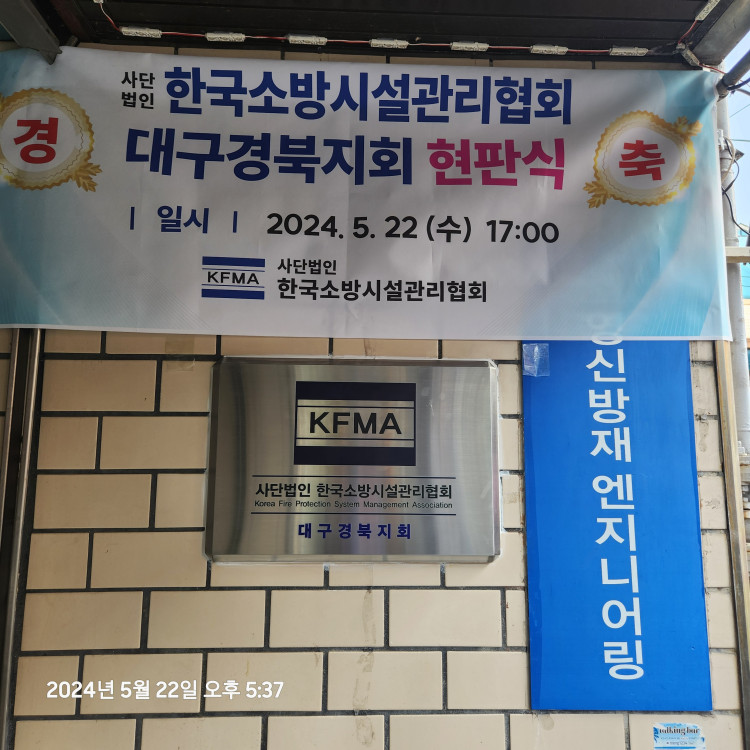 사단법인 한국소방시설관리협회
경 대구경북지회 현판식 축
| 일시 | 2024. 5. 22 (수) 17:00
KFMA 사단법인 한국소방시설관리협회
KFMA
사단법인 한국소방시설관리협회
Korea Fire Protection System Management Association
대구경북지회
신방재 엔지니어링
2024년 5월 22일 오후 5:37